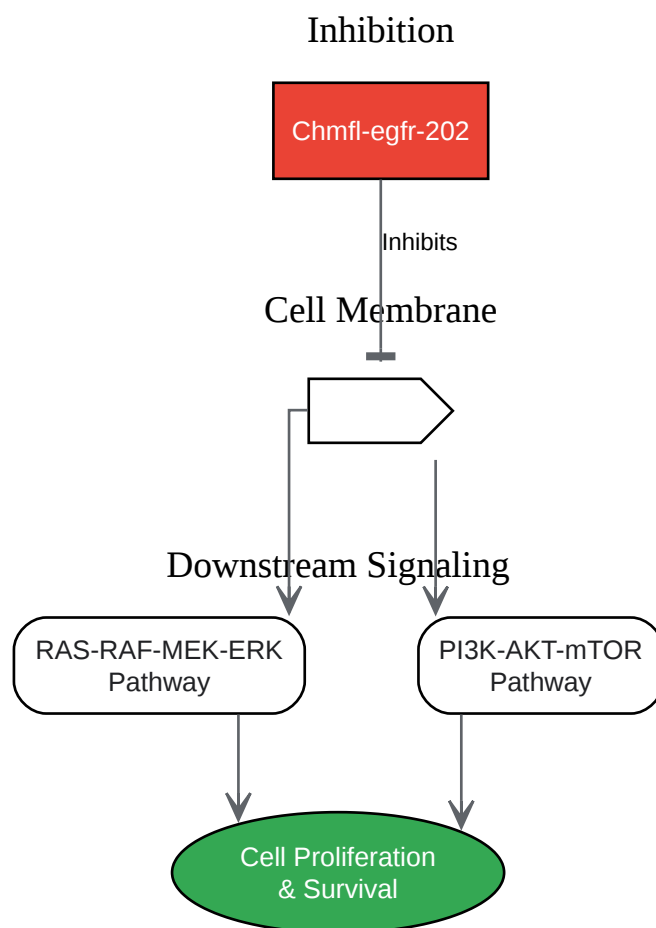 Inhibition
Chmfl-egfr-202
Inhibits
Cell Membrane
Downstream Signaling
RAS-RAF-MEK-ERK
Pathway
PI3K-AKT-mTOR
Pathway
Cell Proliferation
& Survival